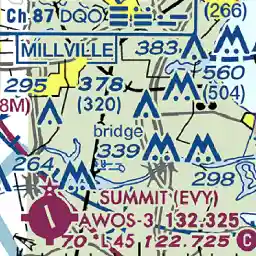 Ch 87 DQO
(266)
MILLVILLE
383
560
295
378
(504)
8M)
(320)
bridge
339
264
298
SUMMIT (EVY)
AWOS-3 132.325
70 L 45 122.725 C